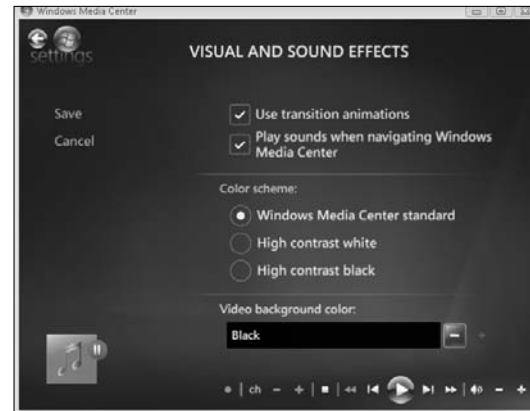 Windows Media Center
settings
VISUAL AND SOUND EFFECTS
Save
Cancel
Use transition animations
Play sounds when navigating Windows
Media Center
Color scheme:
Windows Media Center standard
High contrast white
High contrast black
Video background color:
Black
ch